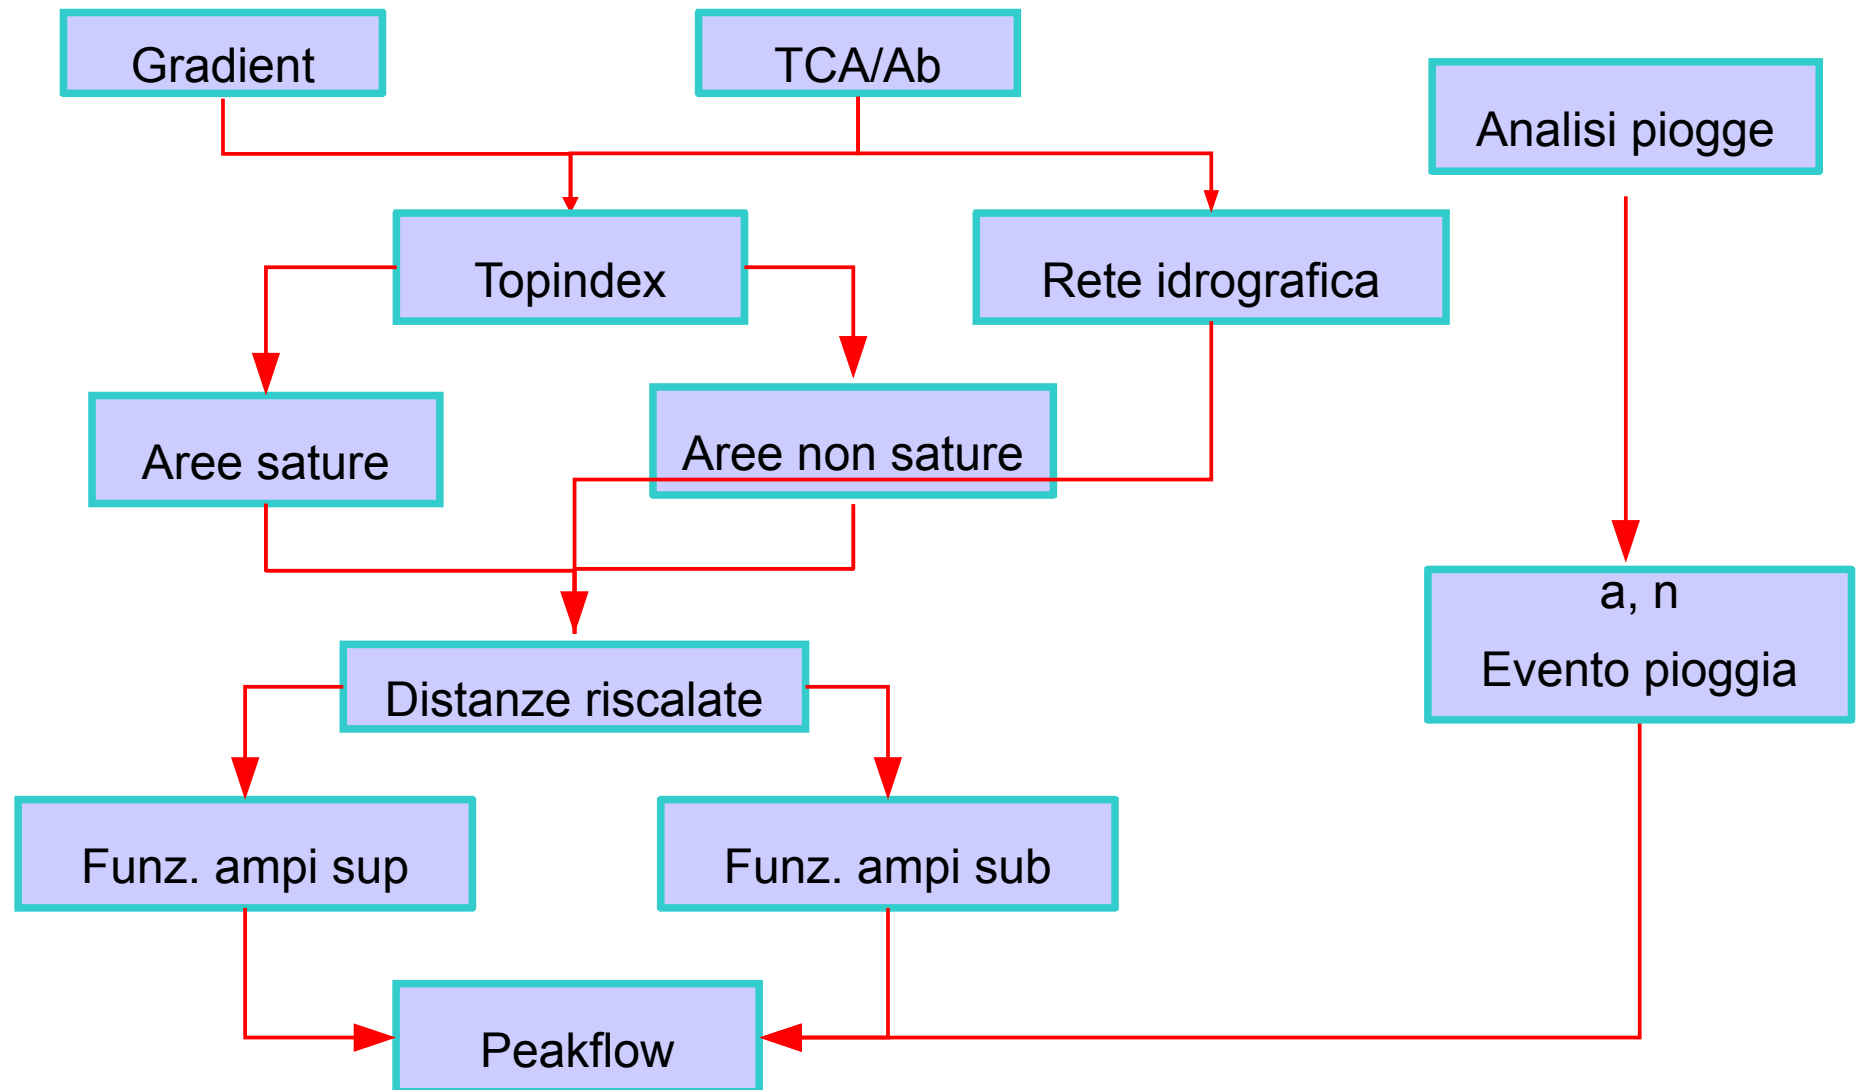 Gradient
TCA/Ab
Analisi piogge
Topindex
Rete idrografica
Aree sature
Aree non sature
a, n
Evento pioggia
Distanze riscalate
Funz. ampi sup
Funz. ampi sub
Peakflow